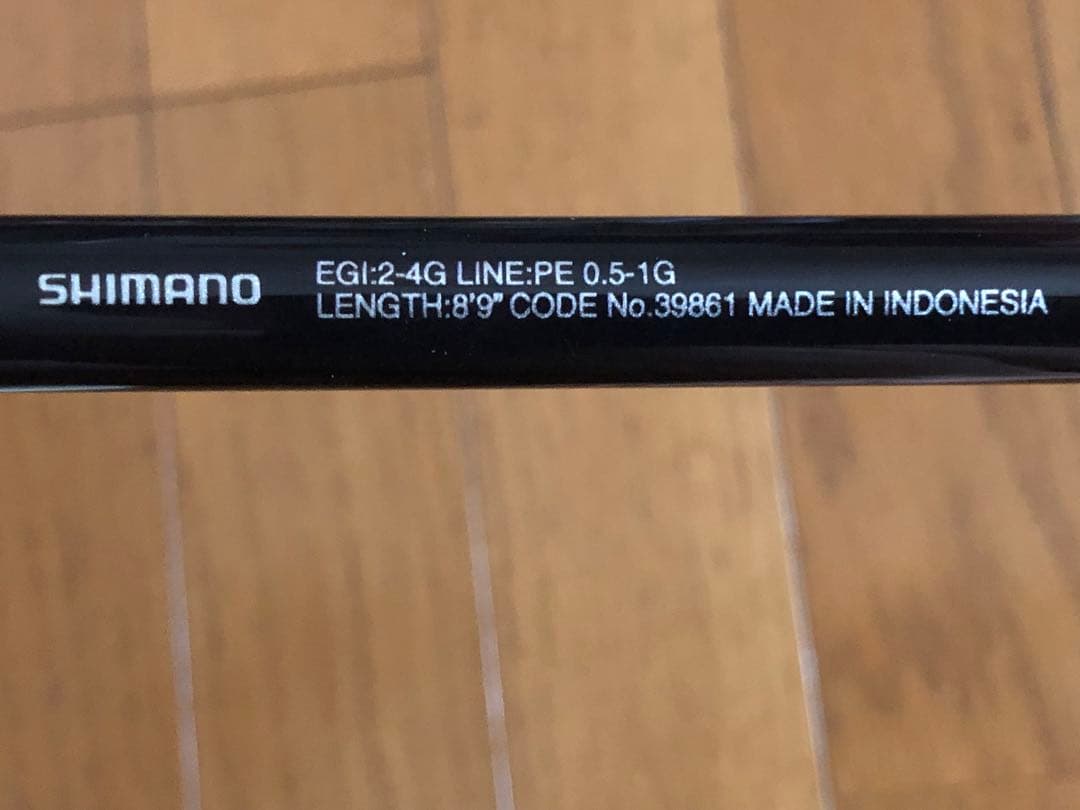 SHIMANO
EGI:2-4G LINE:PE 0.5-1G
LENGTH:8'9" CODE No.39861 MADE IN INDONESIA